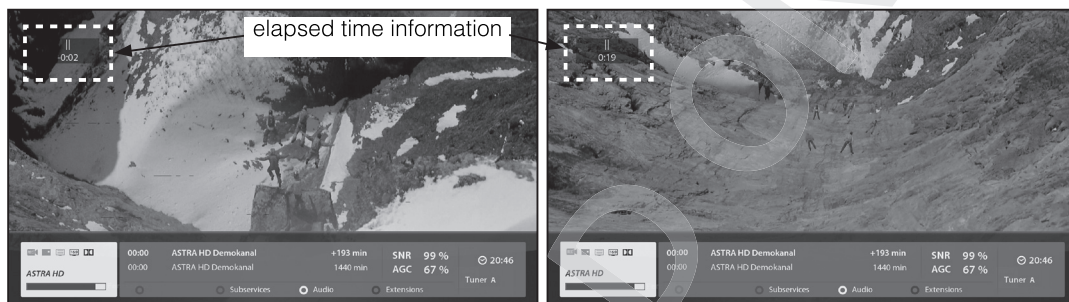 elapsed time information
||
-0:02
||
0:19
00:00 ASTRA HD Demokanal +193 min SNR 99 %
00:00 ASTRA HD Demokanal 1440 min AGC 67 %
20:46
ASTRA HD
Tuner A
Subservices Audio Extensions
00:00 ASTRA HD Demokanal +193 min SNR 99 %
00:00 ASTRA HD Demokanal 1440 min AGC 67 %
20:46
ASTRA HD
Tuner A
Subservices Audio Extensions